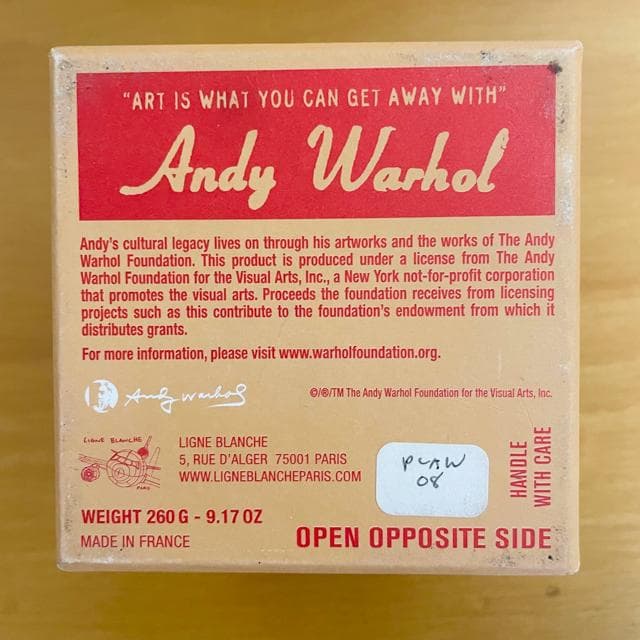 "ART IS WHAT YOU CAN GET AWAY WITH"
Andy Warhol
Andy's cultural legacy lives on through his artworks and the works of The Andy
Warhol Foundation. This product is produced under a license from The Andy
Warhol Foundation for the Visual Arts, Inc., a New York not-for-profit corporation
that promotes the visual arts. Proceeds the foundation receives from licensing
projects such as this contribute to the foundation's endowment from which it
distributes grants.
For more information, please visit www.warholfoundation.org.
Andy Warhol
©/®/TM The Andy Warhol Foundation for the Visual Arts, Inc.
LIGNE BLANCHE
PARIS
LIGNE BLANCHE
5, RUE D'ALGER 75001 PARIS
WWW.LIGNEBLANCHEPARIS.COM
PLAW
08
HANDLE
WITH CARE
WEIGHT 260 G - 9.17 OZ
MADE IN FRANCE
OPEN OPPOSITE SIDE